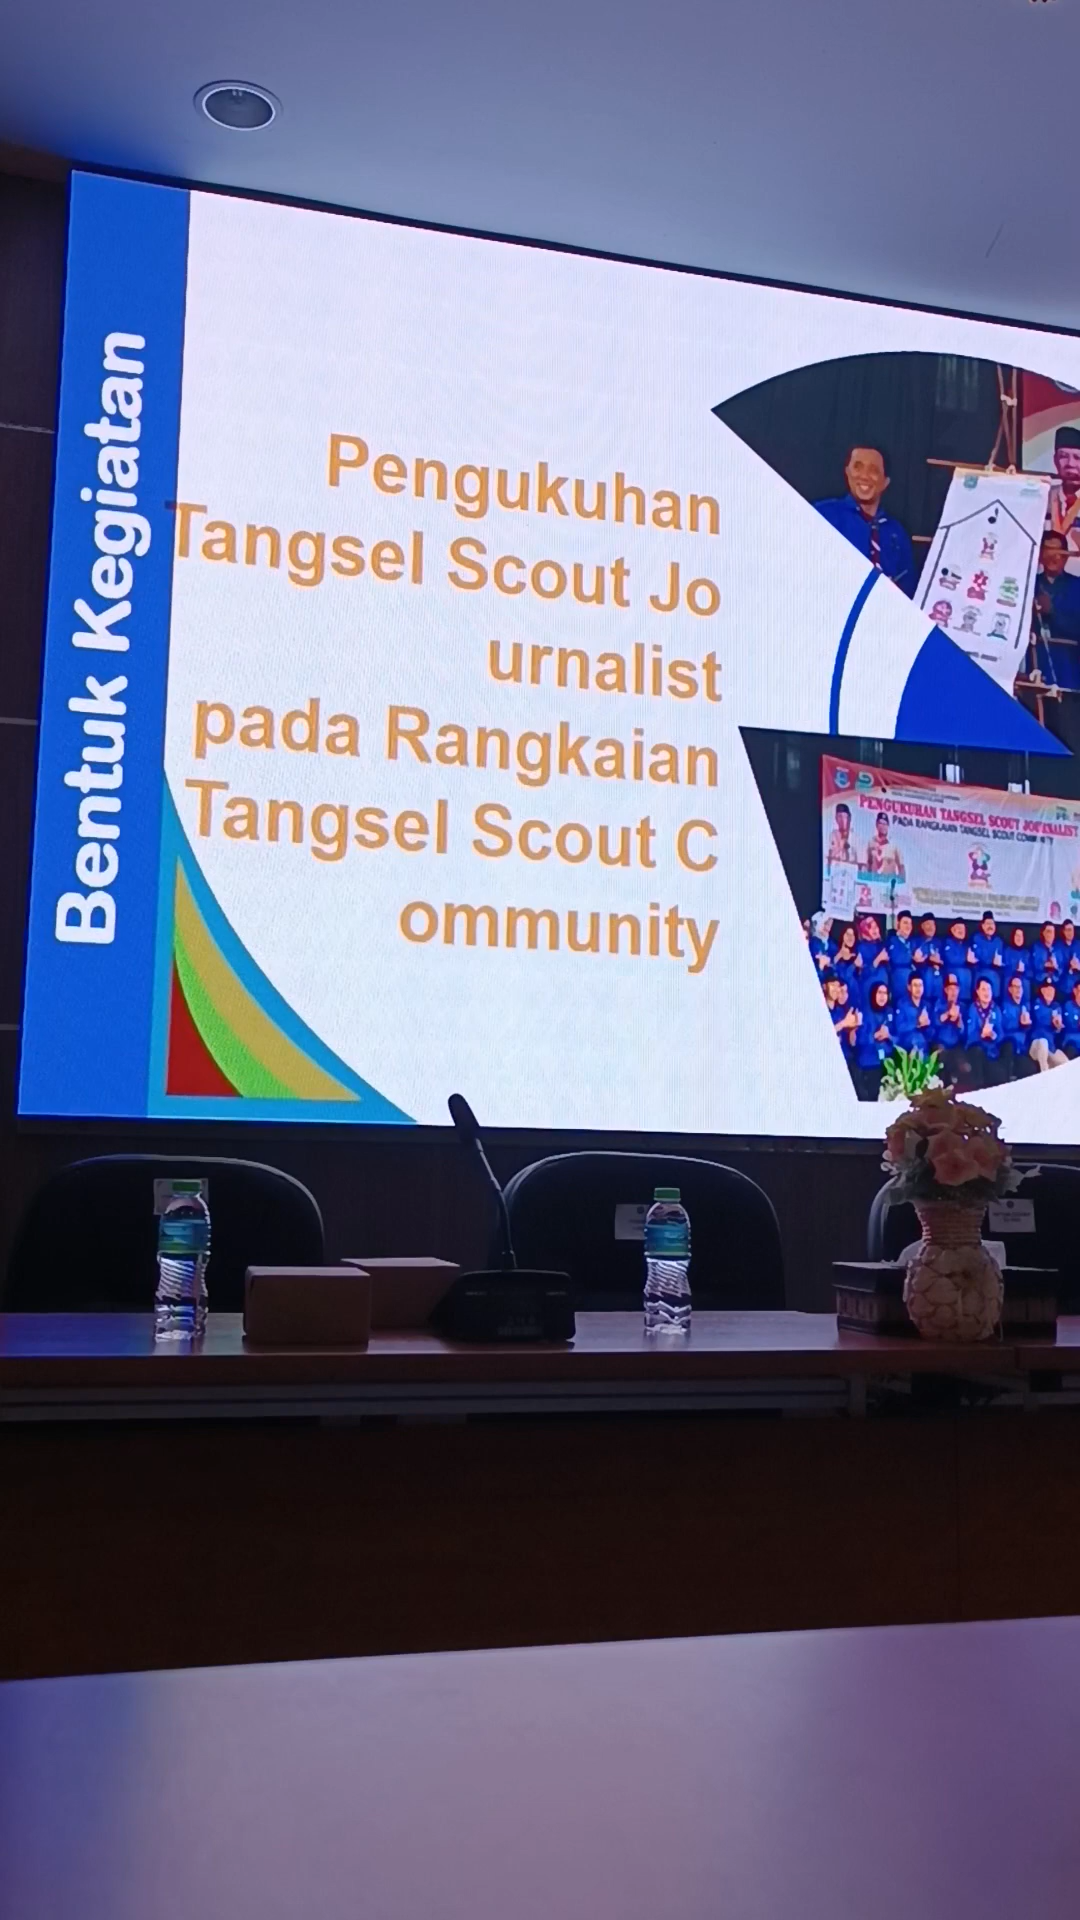 Bentuk Kegiatan
Pengukuhan
Tangsel Scout Jo
urnalist
pada Rangkaian
Tangsel Scout C
ommunity
PENGUKUHAN TANGSEL SCOUT JOURNALIST
PADA RANGKAIAN TANGSEL SCOUT COMMUNITY